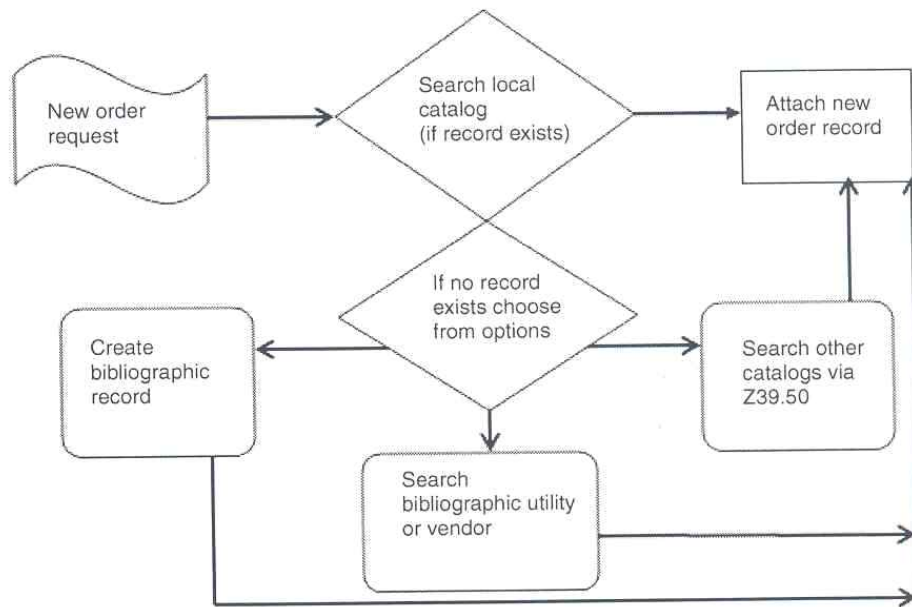 New order
request
Search local
catalog
(if record exists)
Attach new
order record
If no record
exists choose
from options
Create
bibliographic
record
Search other
catalogs via
Z39.50
Search
bibliographic utility
or vendor